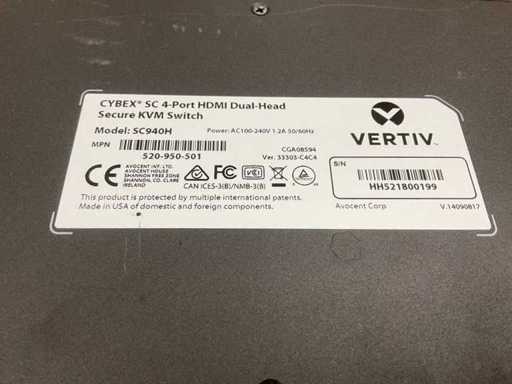 CYBEX® SC 4-Port HDMI Dual-Head
Secure KVM Switch
Model: SC940H
Power: AC100-240V 1.2A 50/60Hz
MPN
520-950-501
CGA08594
Ver. 33303-C4C4
CE
AVOCENT INT. LTD.
AVOCENT HOUSE
SHANNON FREE ZONE
SHANNON, CO. CLARE
IRELAND
FC
CAN ICES-3(B)/NMB-3(B)
This product is protected by multiple international patents.
Made in USA of domestic and foreign components.
VERTIV
S/N
HH521800199
Avocent Corp
V.14090817